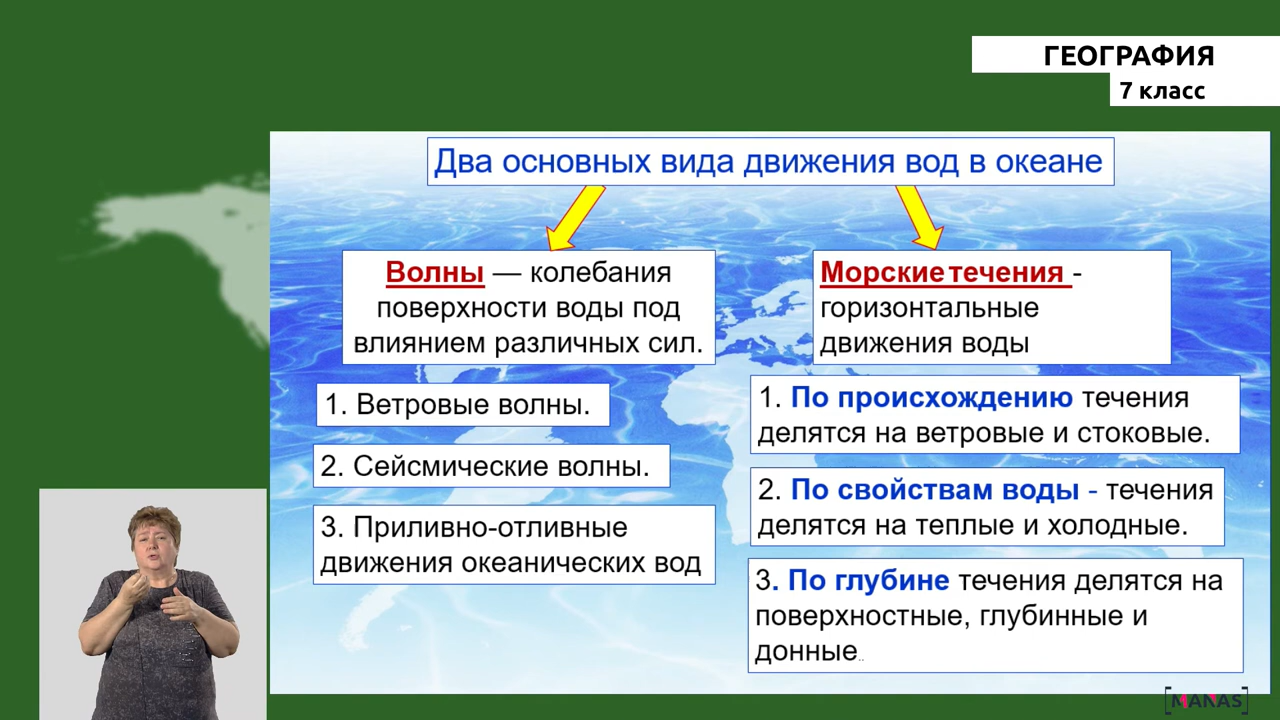 ГЕОГРАФИЯ
7 класс
Два основных вида движения вод в океане
Волны — колебания
поверхности воды под
влиянием различных сил.
1. Ветровые волны.
2. Сейсмические волны.
3. Приливно-отливные
движения океанических вод
Морские течения -
горизонтальные
движения воды
1. По происхождению течения
делятся на ветровые и стоковые.
2. По свойствам воды - течения
делятся на теплые и холодные.
3. По глубине течения делятся на
поверхностные, глубинные и
донные..
[MANAS]